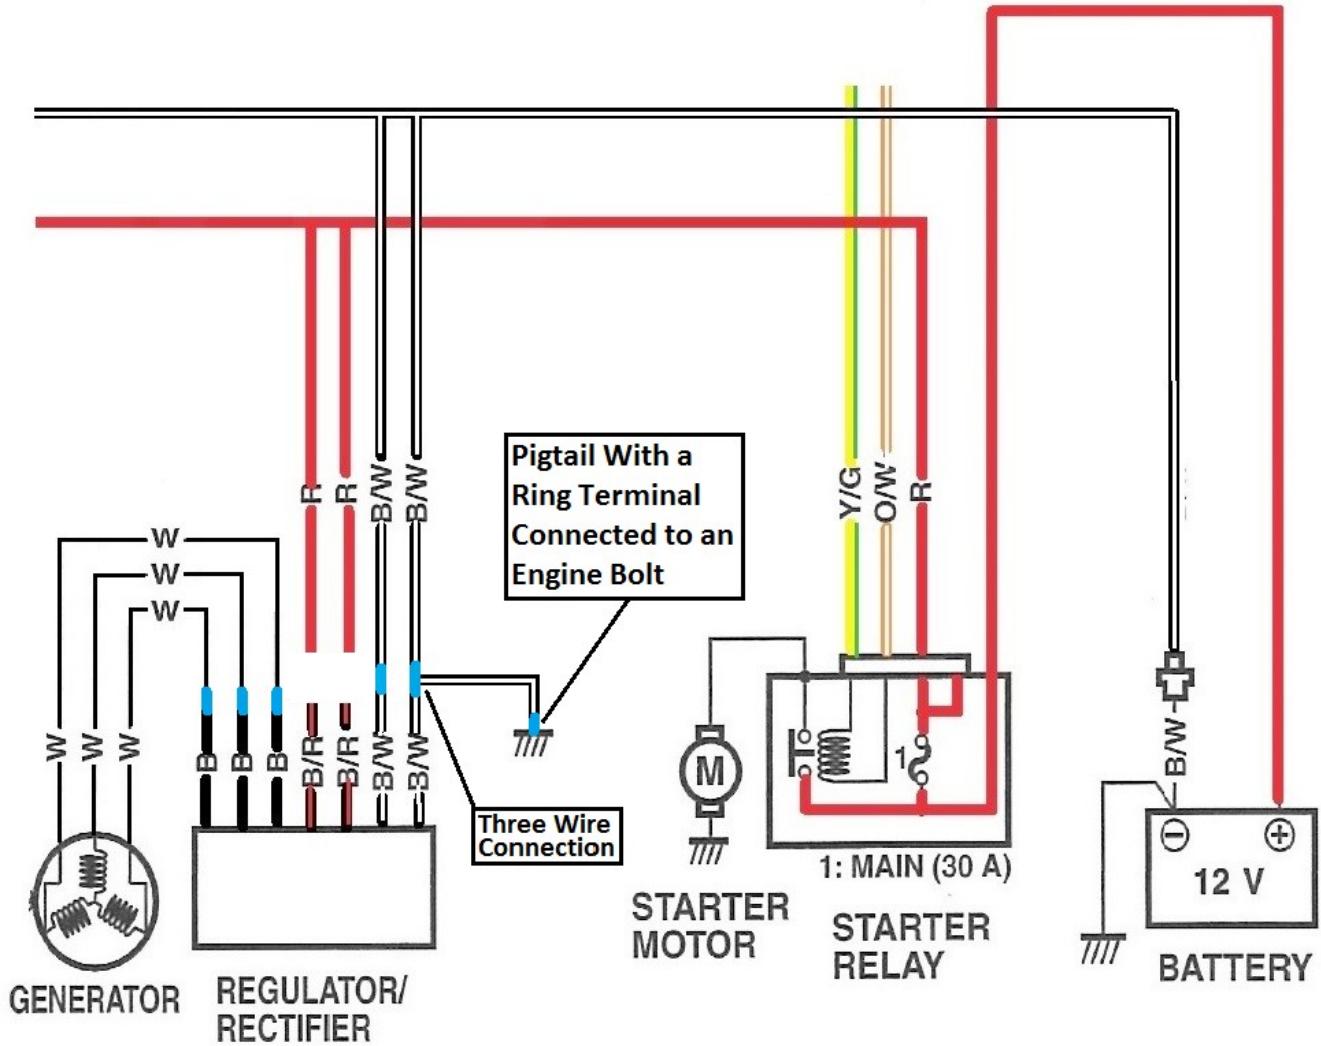 Pigtail With a
Ring Terminal
Connected to an
Engine Bolt
R
R
B/W
B/W
Y/G
O/W
R
W
W
W
W
W
W
B
B
B
B/R
B/R
B/W
B/W
B/W
M
1
− +
12 V
Three Wire
Connection
1: MAIN (30 A)
STARTER
MOTOR
STARTER
RELAY
BATTERY
GENERATOR
REGULATOR/
RECTIFIER